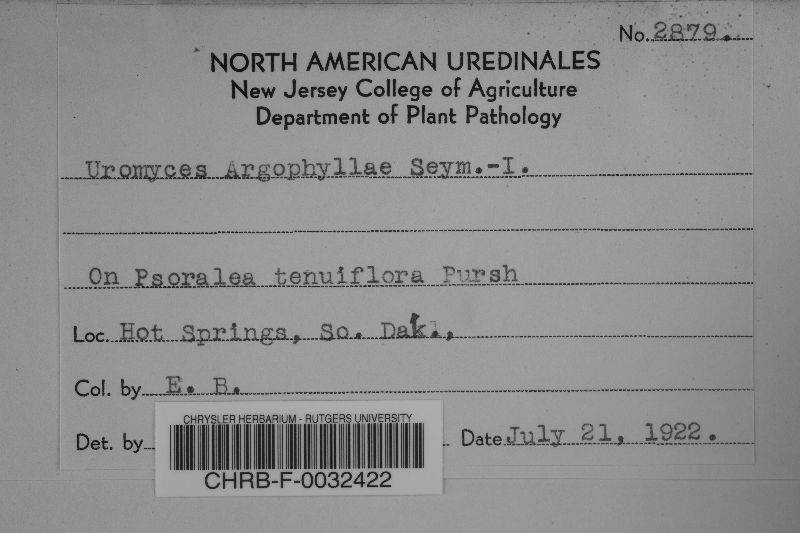 No. 2879.
NORTH AMERICAN UREDINALES
New Jersey College of Agriculture
Department of Plant Pathology
Uromyces Argophyllae Seym.-I.
On Psoralea tenuiflora Pursh
Loc. Hot Springs, So. Dak.,
Col. by E. B.
Det. by
Date July 21, 1922.
CHRYSLER HERBARIUM - RUTGERS UNIVERSITY
CHRB-F-0032422